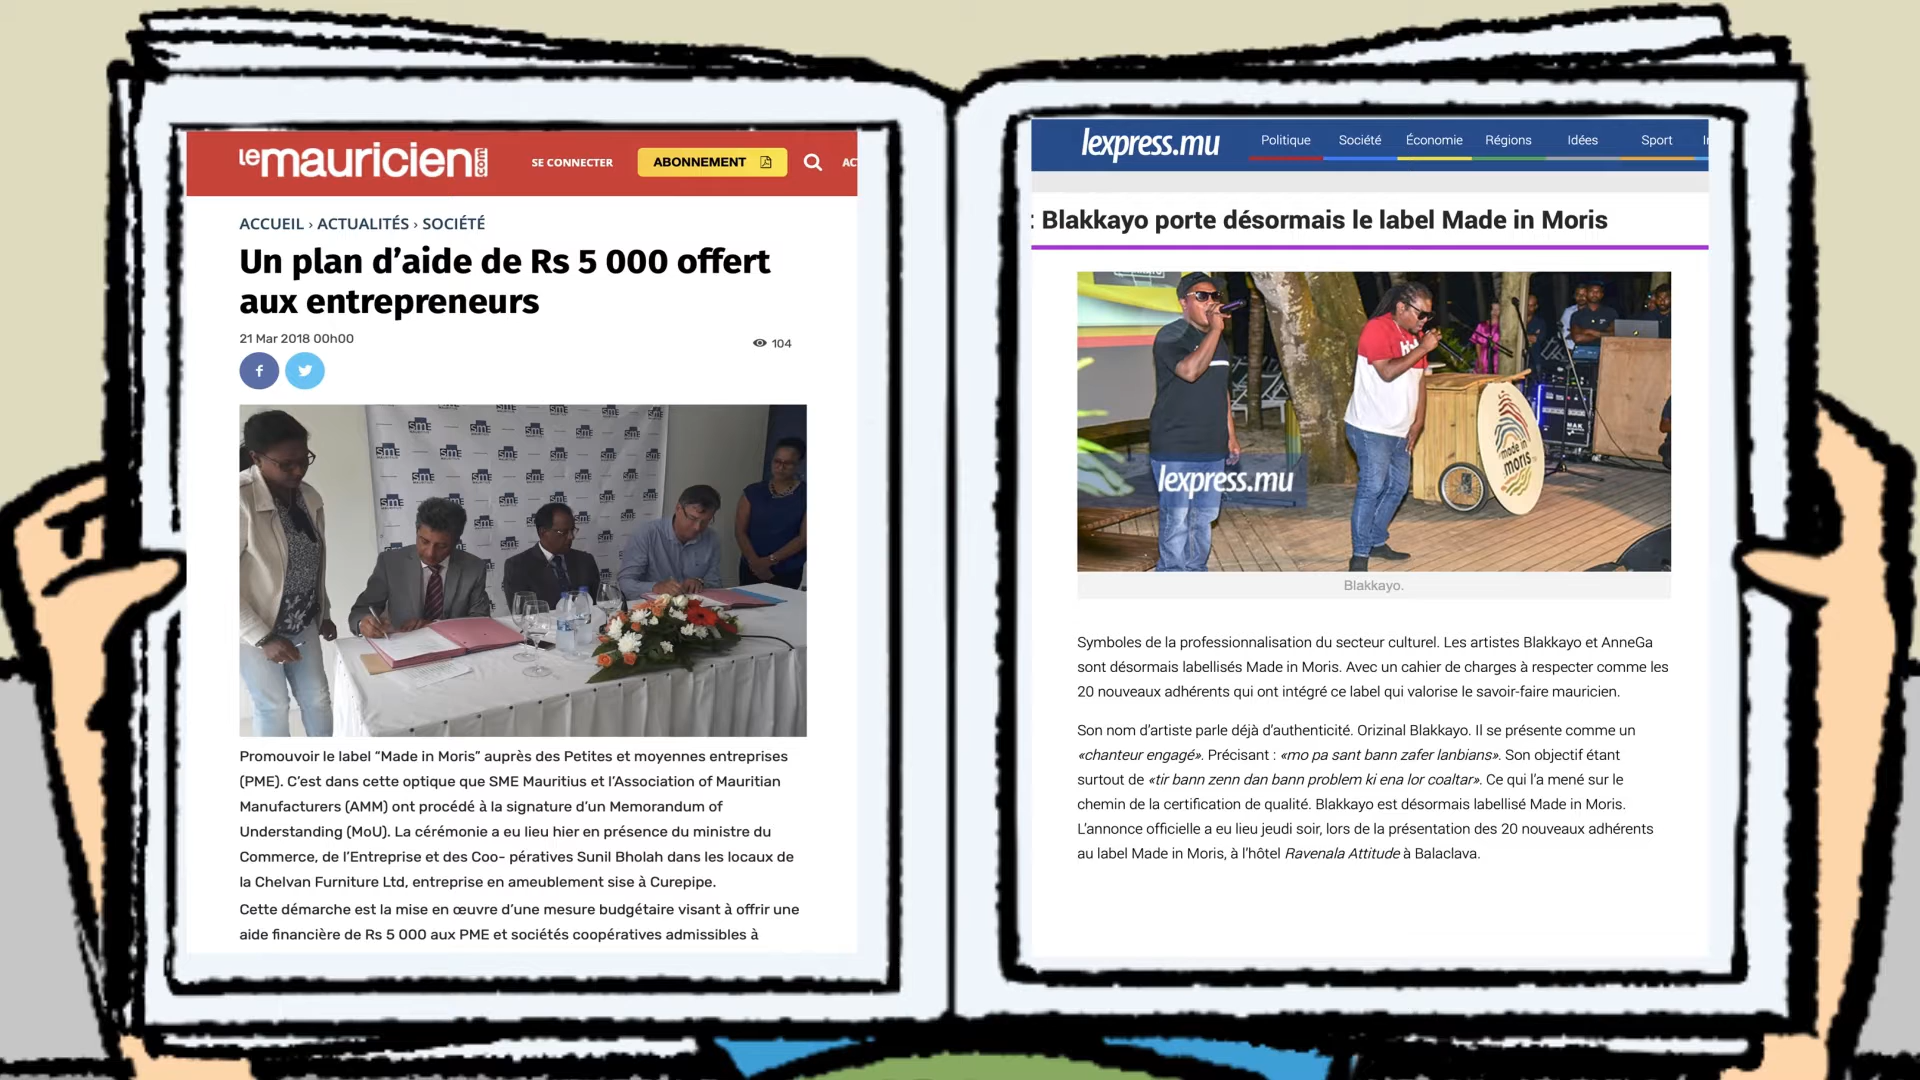 lemauricien.com
SE CONNECTER
ABONNEMENT
ACCUEIL › ACTUALITÉS › SOCIÉTÉ
Un plan d’aide de Rs 5 000 offert
aux entrepreneurs
21 Mar 2018 00h00
104
Promouvoir le label “Made in Moris” auprès des Petites et moyennes entreprises
(PME). C’est dans cette optique que SME Mauritius et l’Association of Mauritian
Manufacturers (AMM) ont procédé à la signature d’un Memorandum of
Understanding (MoU). La cérémonie a eu lieu hier en présence du ministre du
Commerce, de l’Entreprise et des Coo- pératives Sunil Bholah dans les locaux de
la Chelvan Furniture Ltd, entreprise en ameublement sise à Curepipe.
Cette démarche est la mise en œuvre d’une mesure budgétaire visant à offrir une
aide financière de Rs 5 000 aux PME et sociétés coopératives admissibles à
lexpress.mu
Politique Société Économie Régions Idées Sport
: Blakkayo porte désormais le label Made in Moris
made in
moris
lexpress.mu
Blakkayo.
Symboles de la professionnalisation du secteur culturel. Les artistes Blakkayo et AnneGa
sont désormais labellisés Made in Moris. Avec un cahier de charges à respecter comme les
20 nouveaux adhérents qui ont intégré ce label qui valorise le savoir-faire mauricien.
Son nom d’artiste parle déjà d’authenticité. Orizinal Blakkayo. Il se présente comme un
«chanteur engagé». Précisant : «mo pa sant bann zafer lanbians». Son objectif étant
surtout de «tir bann zenn dan bann problem ki ena lor coaltar». Ce qui l’a mené sur le
chemin de la certification de qualité. Blakkayo est désormais labellisé Made in Moris.
L’annonce officielle a eu lieu jeudi soir, lors de la présentation des 20 nouveaux adhérents
au label Made in Moris, à l’hôtel Ravenala Attitude à Balaclava.